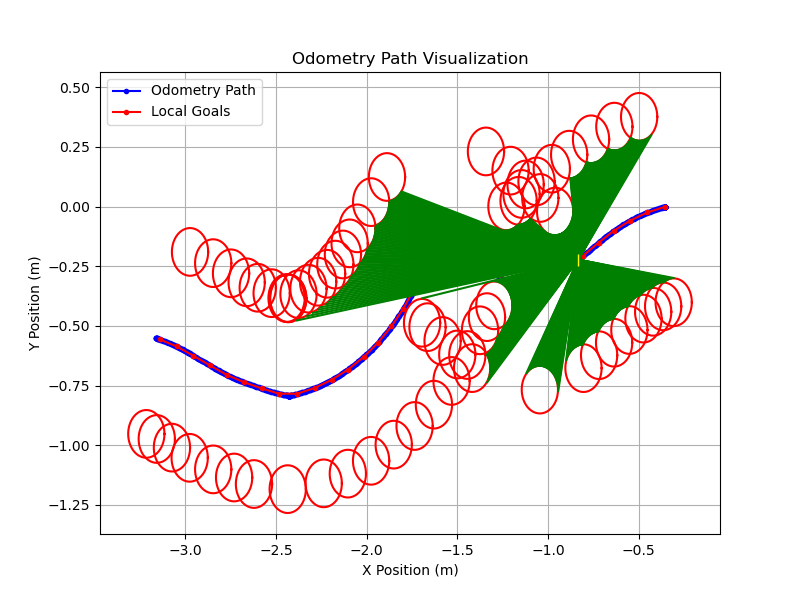 Odometry Path Visualization
Odometry Path
Local Goals
Y Position (m)
0.50
0.25
0.00
−0.25
−0.50
−0.75
−1.00
−1.25
−3.0 −2.5 −2.0 −1.5 −1.0 −0.5
X Position (m)